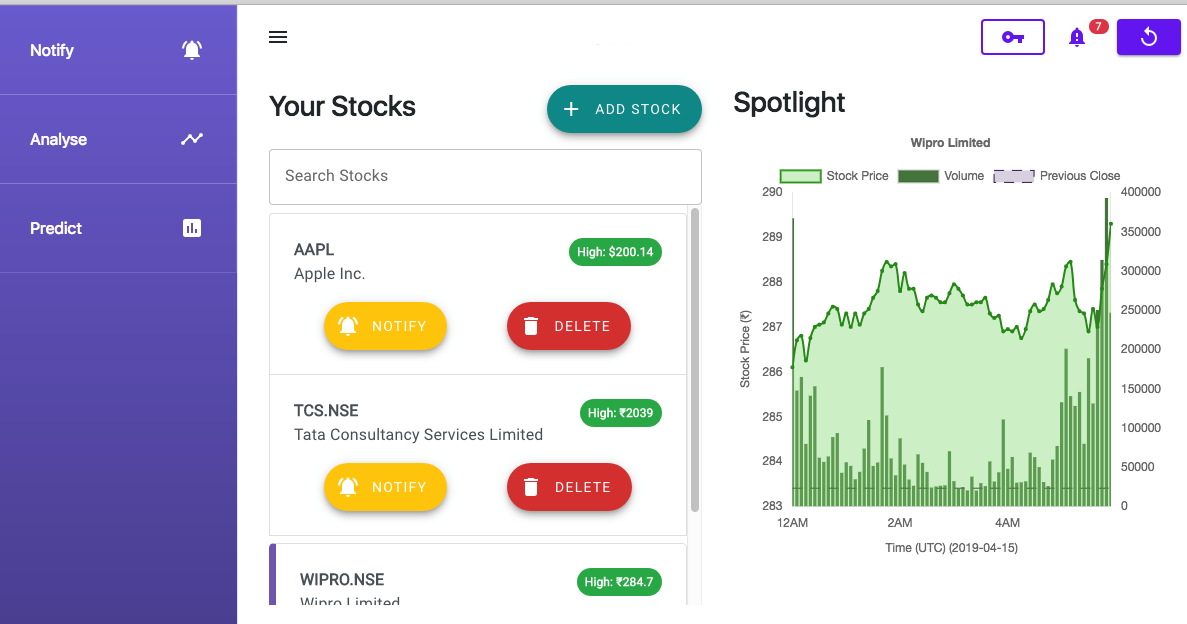 Notify
Analyse
Predict
7
Your Stocks
ADD STOCK
Search Stocks
AAPL
High: $200.14
Apple Inc.
NOTIFY
DELETE
TCS.NSE
High: ₹2039
Tata Consultancy Services Limited
NOTIFY
DELETE
WIPRO.NSE
High: ₹284.7
Wipro Limited
Spotlight
Wipro Limited
Stock Price Volume Previous Close
290 400000
289 350000
288 300000
287 250000
286 200000
285 150000
284 100000
283 50000
0
Stock Price (₹)
12AM 2AM 4AM
Time (UTC) (2019-04-15)